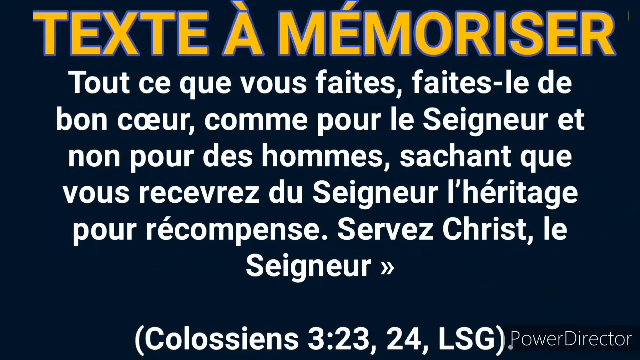 TEXTE À MÉMORISER
Tout ce que vous faites, faites-le de
bon cœur, comme pour le Seigneur et
non pour des hommes, sachant que
vous recevrez du Seigneur l’héritage
pour récompense. Servez Christ, le
Seigneur »
(Colossiens 3:23, 24, LSG).
PowerDirector